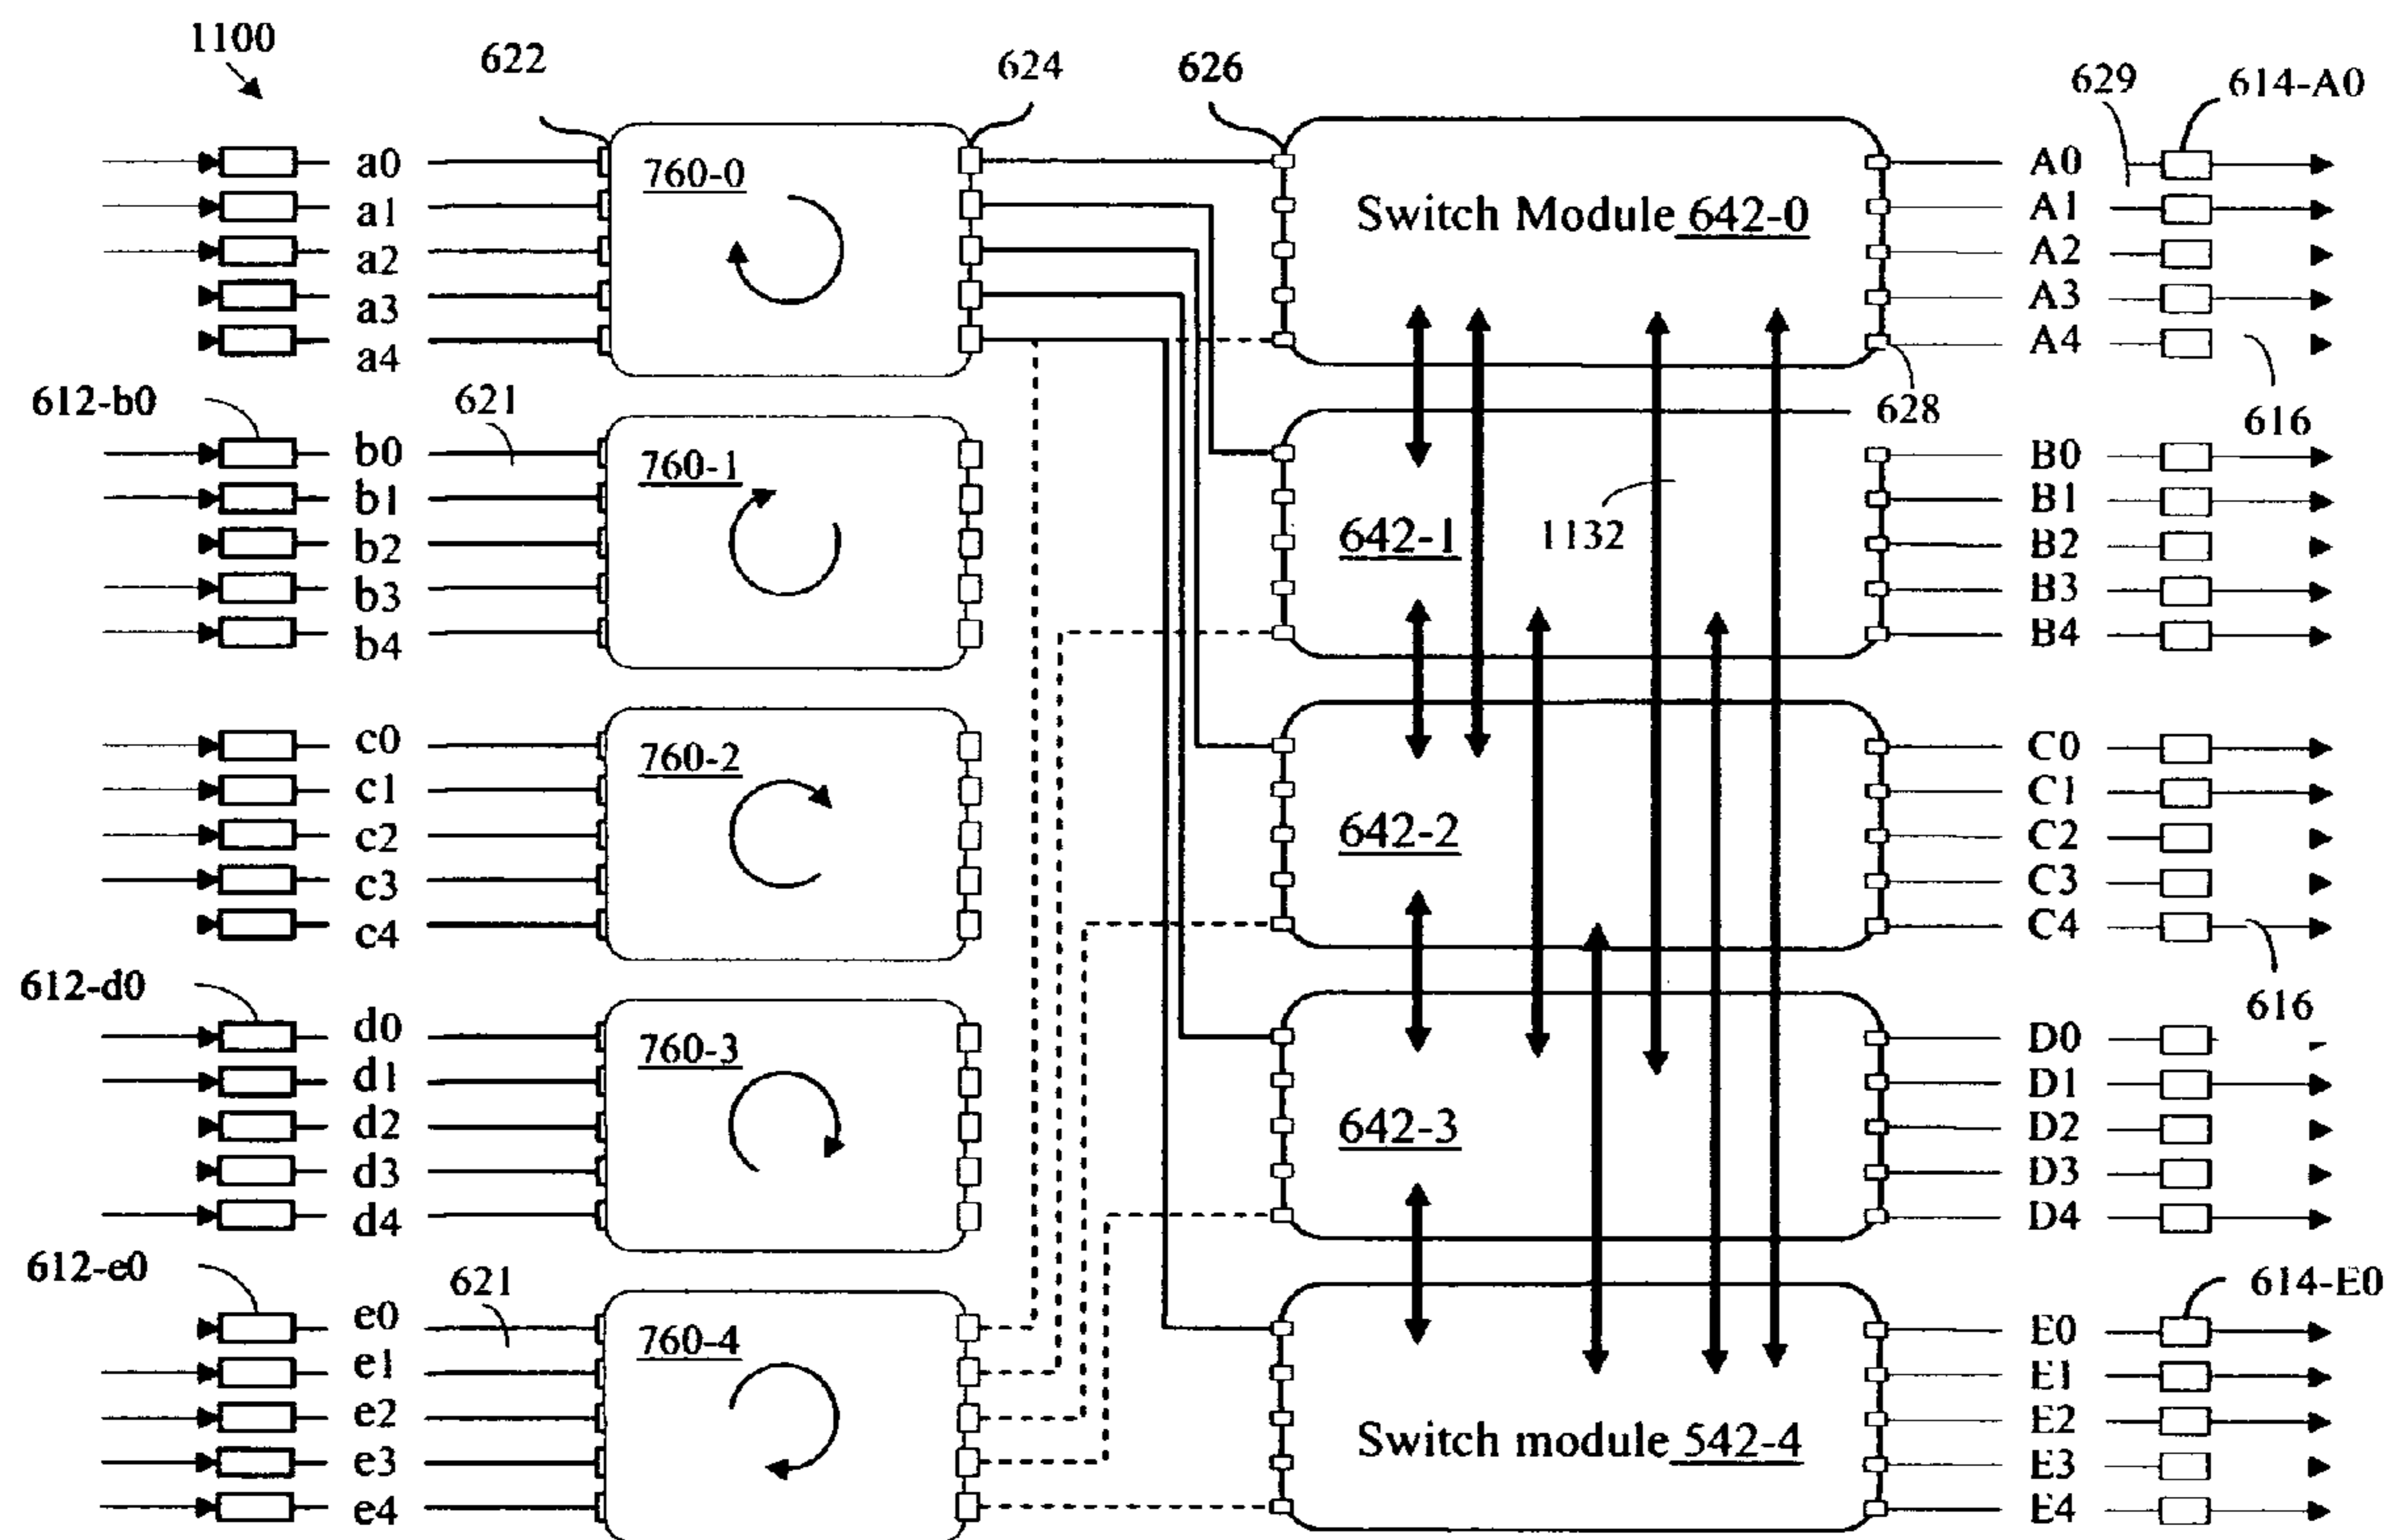 1100
622
624
626
629
614-A0
a0
a1
a2
a3
a4
760-0
Switch Module 642-0
A0
A1
A2
A3
A4
628
616
612-b0
621
b0
b1
b2
b3
b4
760-1
642-1
1132
B0
B1
B2
B3
B4
c0
c1
c2
c3
c4
760-2
642-2
C0
C1
C2
C3
C4
616
612-d0
d0
d1
d2
d3
d4
760-3
642-3
D0
D1
D2
D3
D4
612-e0
621
614-E0
e0
e1
e2
e3
e4
760-4
Switch module 542-4
E0
E1
E2
E3
E4